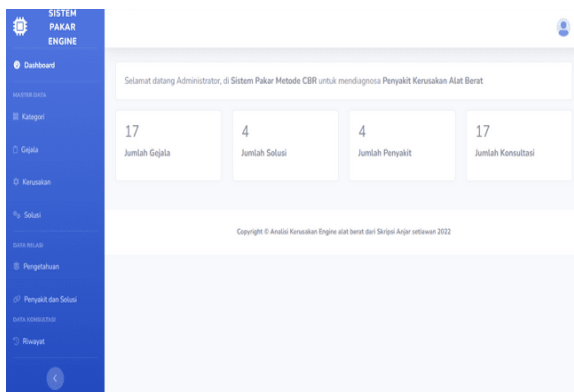 SISTEM
PAKAR
ENGINE
Dashboard
MASTER DATA
Kategori
Gejala
Kerusakan
Solusi
DATA RELASI
Pengetahuan
Penyakit dan Solusi
DATA KONSULTASI
Riwayat
Selamat datang Administrator, di Sistem Pakar Metode CBR untuk mendiagnosa Penyakit Kerusakan Alat Berat
17
Jumlah Gejala
4
Jumlah Solusi
4
Jumlah Penyakit
17
Jumlah Konsultasi
Copyright © Analisi Kerusakan Engine alat berat dari Skripsi Anjar setiawan 2022